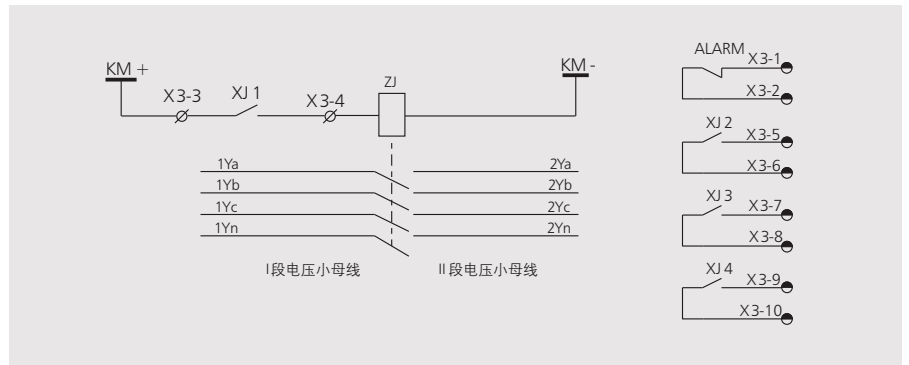 KM +
X3-3
XJ 1
X3-4
ZJ
KM -
1Ya
2Ya
1Yb
2Yb
1Yc
2Yc
1Yn
2Yn
I段电压小母线
II段电压小母线
ALARM
X3-1
X3-2
XJ 2
X3-5
X3-6
XJ 3
X3-7
X3-8
XJ 4
X3-9
X3-10